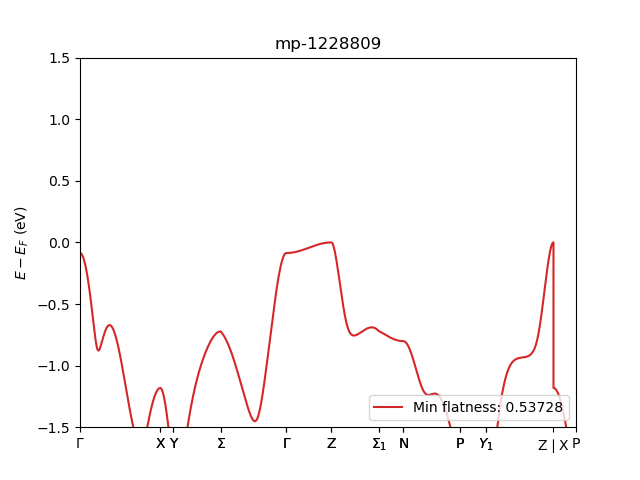 mp-1228809
1.5
1.0
0.5
0.0
−0.5
−1.0
−1.5
E − E_F (eV)
Min flatness: 0.53728
Γ X Y Σ Γ Z Σ₁ N P Y₁ Z | X P